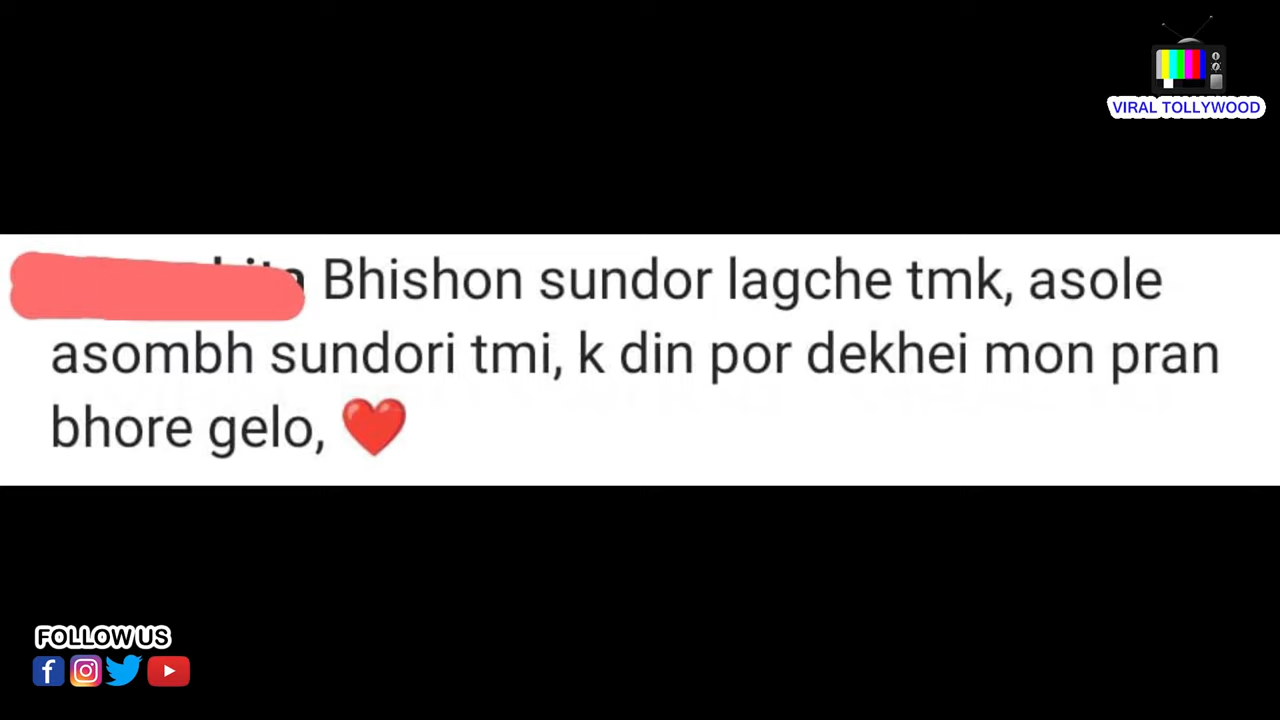 VIRAL TOLLYWOOD
Bhishon sundor lagche tmk, asole
asombh sundori tmi, k din por dekhei mon pran
bhore gelo, ❤️
FOLLOW US